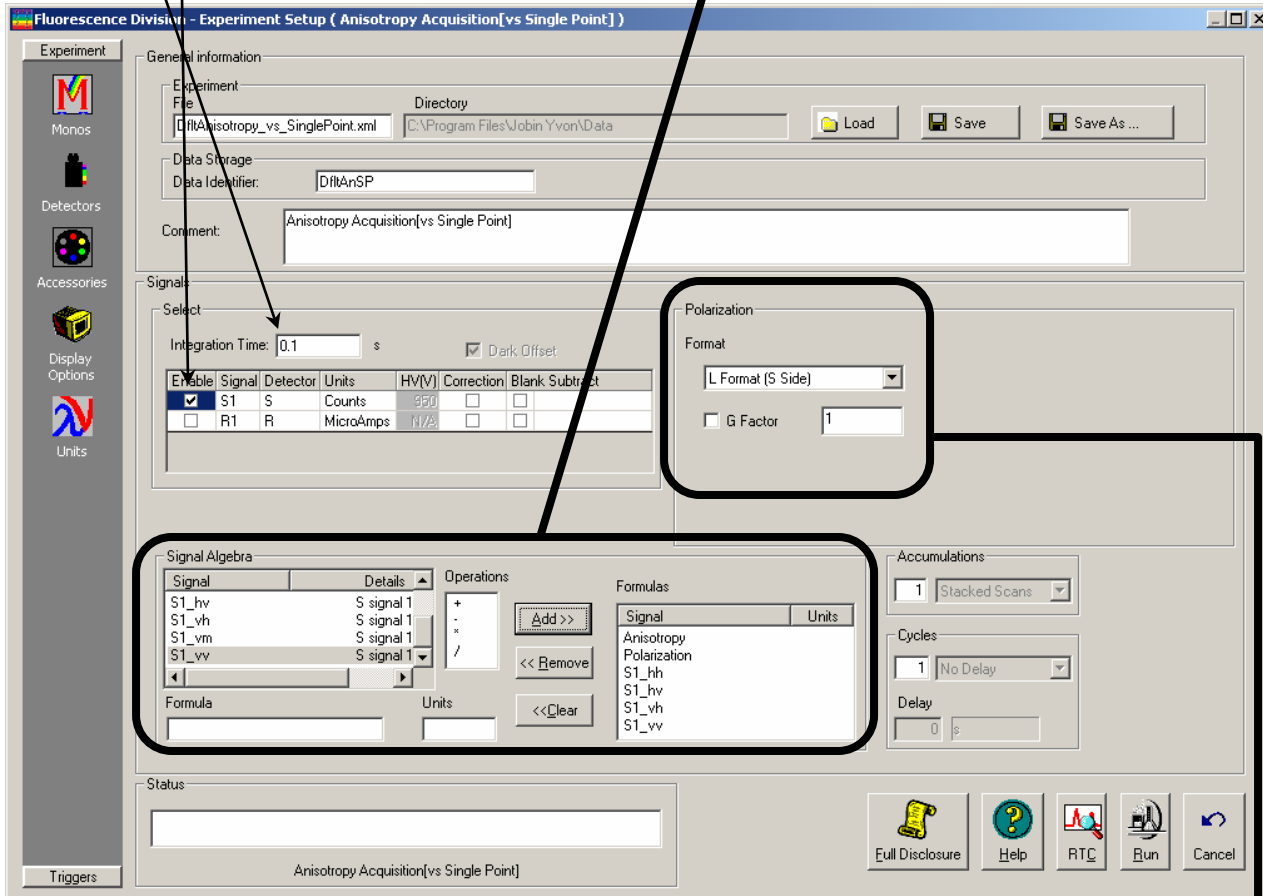 Fluorescence Division - Experiment Setup ( Anisotropy Acquisition[vs Single Point] )
Experiment
Monos
Detectors
Accessories
Display Options
Units
Triggers
General information
Experiment
File
Directory
DfltAnisotropy_vs_SinglePoint.xml
C:\Program Files\Jobin Yvon\Data
Load
Save
Save As ...
Data Storage
Data Identifier:
DfltAnSP
Comment:
Anisotropy Acquisition[vs Single Point]
Signals
Select
Integration Time: 0.1 s
Dark Offset
Enable Signal Detector Units HV(V) Correction Blank Subtract
S1 S Counts 950
R1 R MicroAmps N/A
Polarization
Format
L Format (S Side)
G Factor 1
Signal Algebra
Signal Details
S1_hv S signal 1
S1_vh S signal 1
S1_vm S signal 1
S1_vv S signal 1
Operations
+
-
*
/
Add >>
<< Remove
<<Clear
Formula
Units
Formulas
Signal Units
Anisotropy
Polarization
S1_hh
S1_hv
S1_vh
S1_vv
Accumulations
1 Stacked Scans
Cycles
1 No Delay
Delay
0 s
Status
Anisotropy Acquisition[vs Single Point]
Full Disclosure
Help
RTC
Run
Cancel